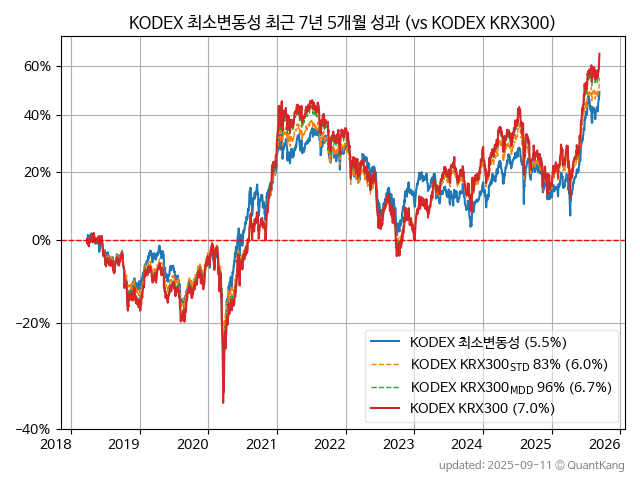 KODEX 최소변동성 최근 7년 5개월 성과 (vs KODEX KRX300)
60%
40%
20%
0%
−20%
−40%
2018 2019 2020 2021 2022 2023 2024 2025 2026
KODEX 최소변동성 (5.5%)
KODEX KRX300STD 83% (6.0%)
KODEX KRX300MDD 96% (6.7%)
KODEX KRX300 (7.0%)
updated: 2025-09-11 © QuantKang